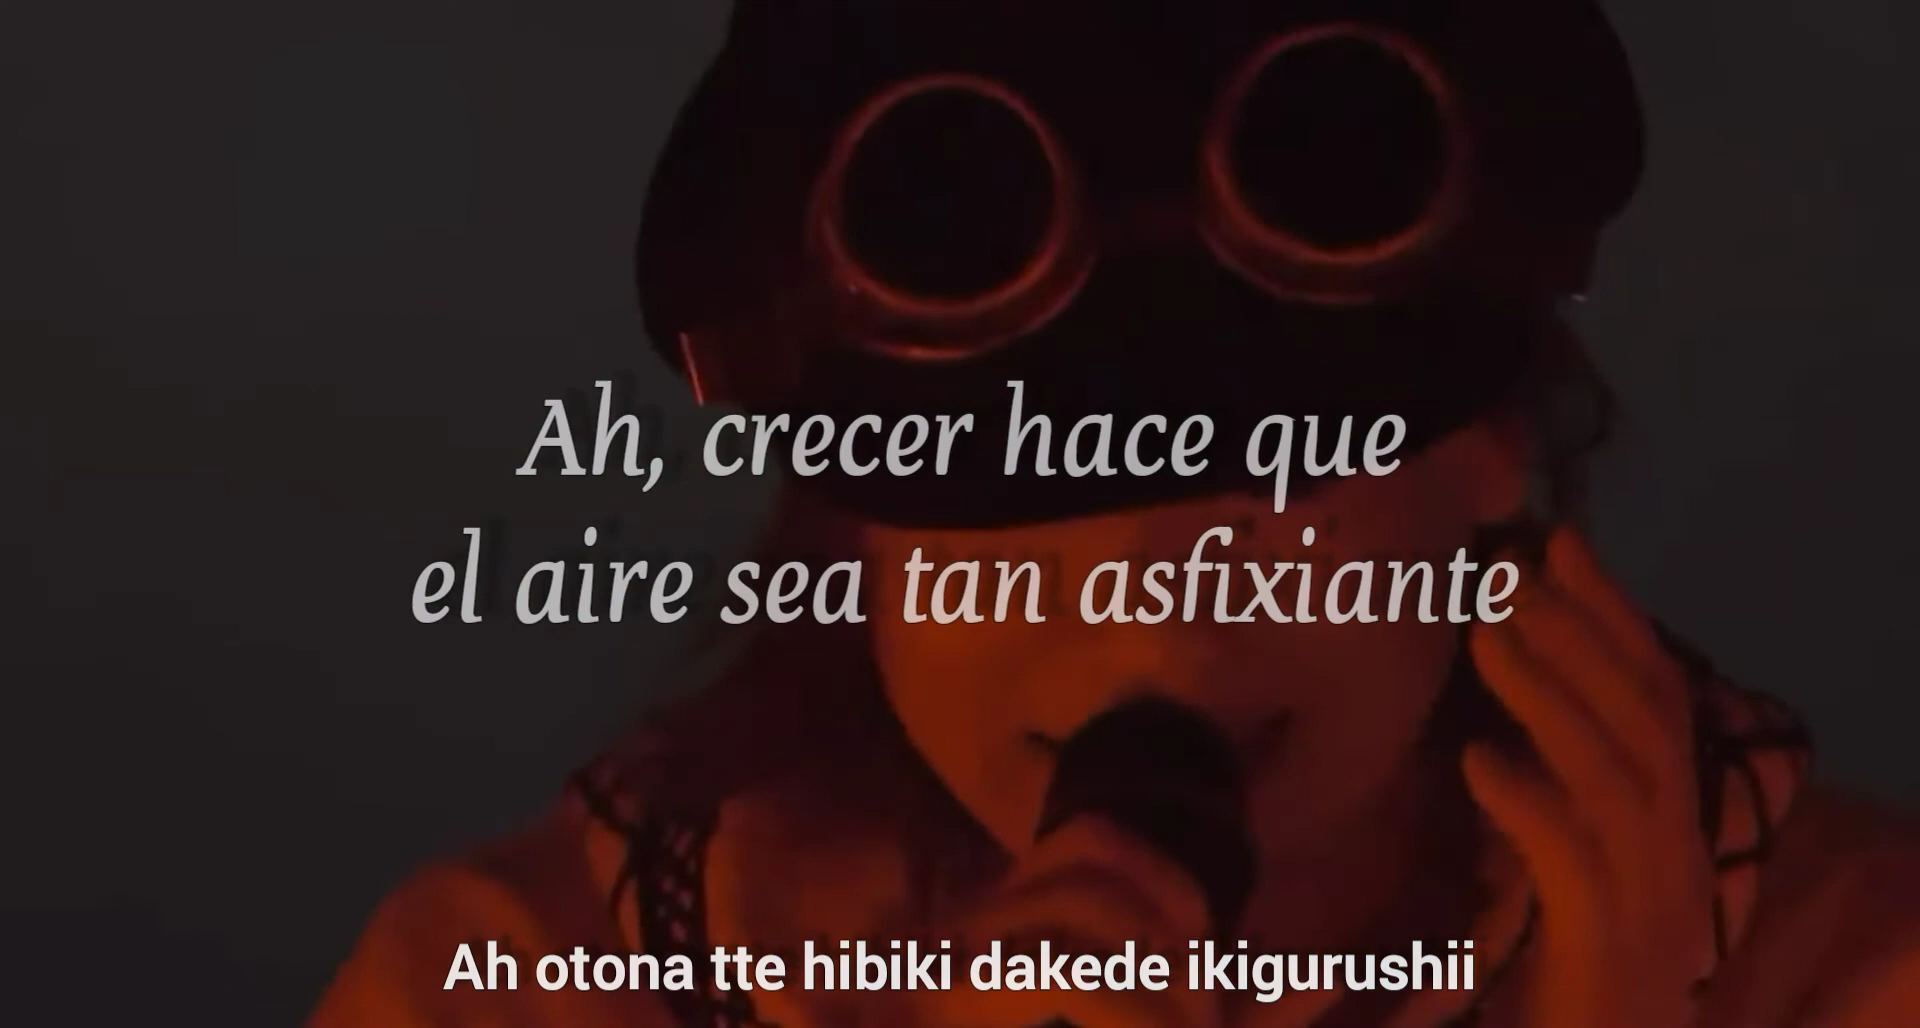 Ah, crecer hace que
el aire sea tan asfixiante
Ah otona tte hibiki dakede ikigurushii